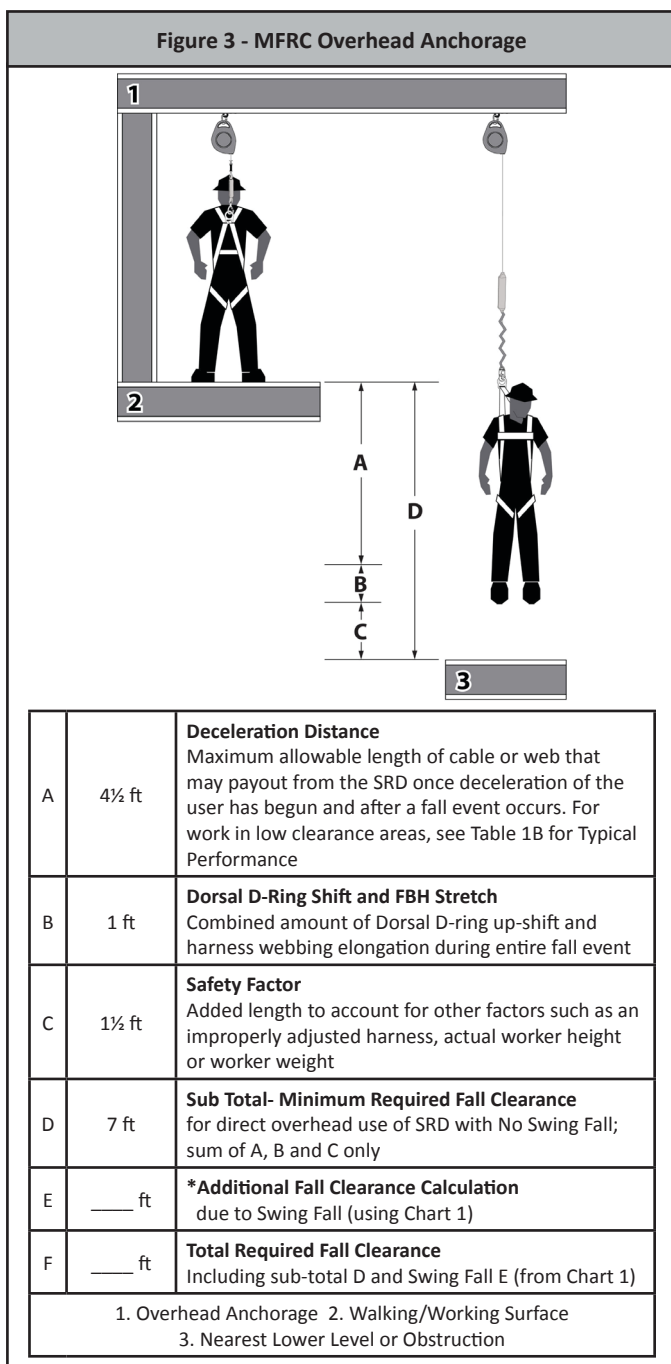 Figure 3 - MFRC Overhead Anchorage
1
2
A
D
B
C
3
A
4½ ft
Deceleration Distance
Maximum allowable length of cable or web that
may payout from the SRD once deceleration of the
user has begun and after a fall event occurs. For
work in low clearance areas, see Table 1B for Typical
Performance
B
1 ft
Dorsal D-Ring Shift and FBH Stretch
Combined amount of Dorsal D-ring up-shift and
harness webbing elongation during entire fall event
C
1½ ft
Safety Factor
Added length to account for other factors such as an
improperly adjusted harness, actual worker height
or worker weight
D
7 ft
Sub Total- Minimum Required Fall Clearance
for direct overhead use of SRD with No Swing Fall;
sum of A, B and C only
E
____ ft
*Additional Fall Clearance Calculation
due to Swing Fall (using Chart 1)
F
____ ft
Total Required Fall Clearance
Including sub-total D and Swing Fall E (from Chart 1)
1. Overhead Anchorage 2. Walking/Working Surface
3. Nearest Lower Level or Obstruction